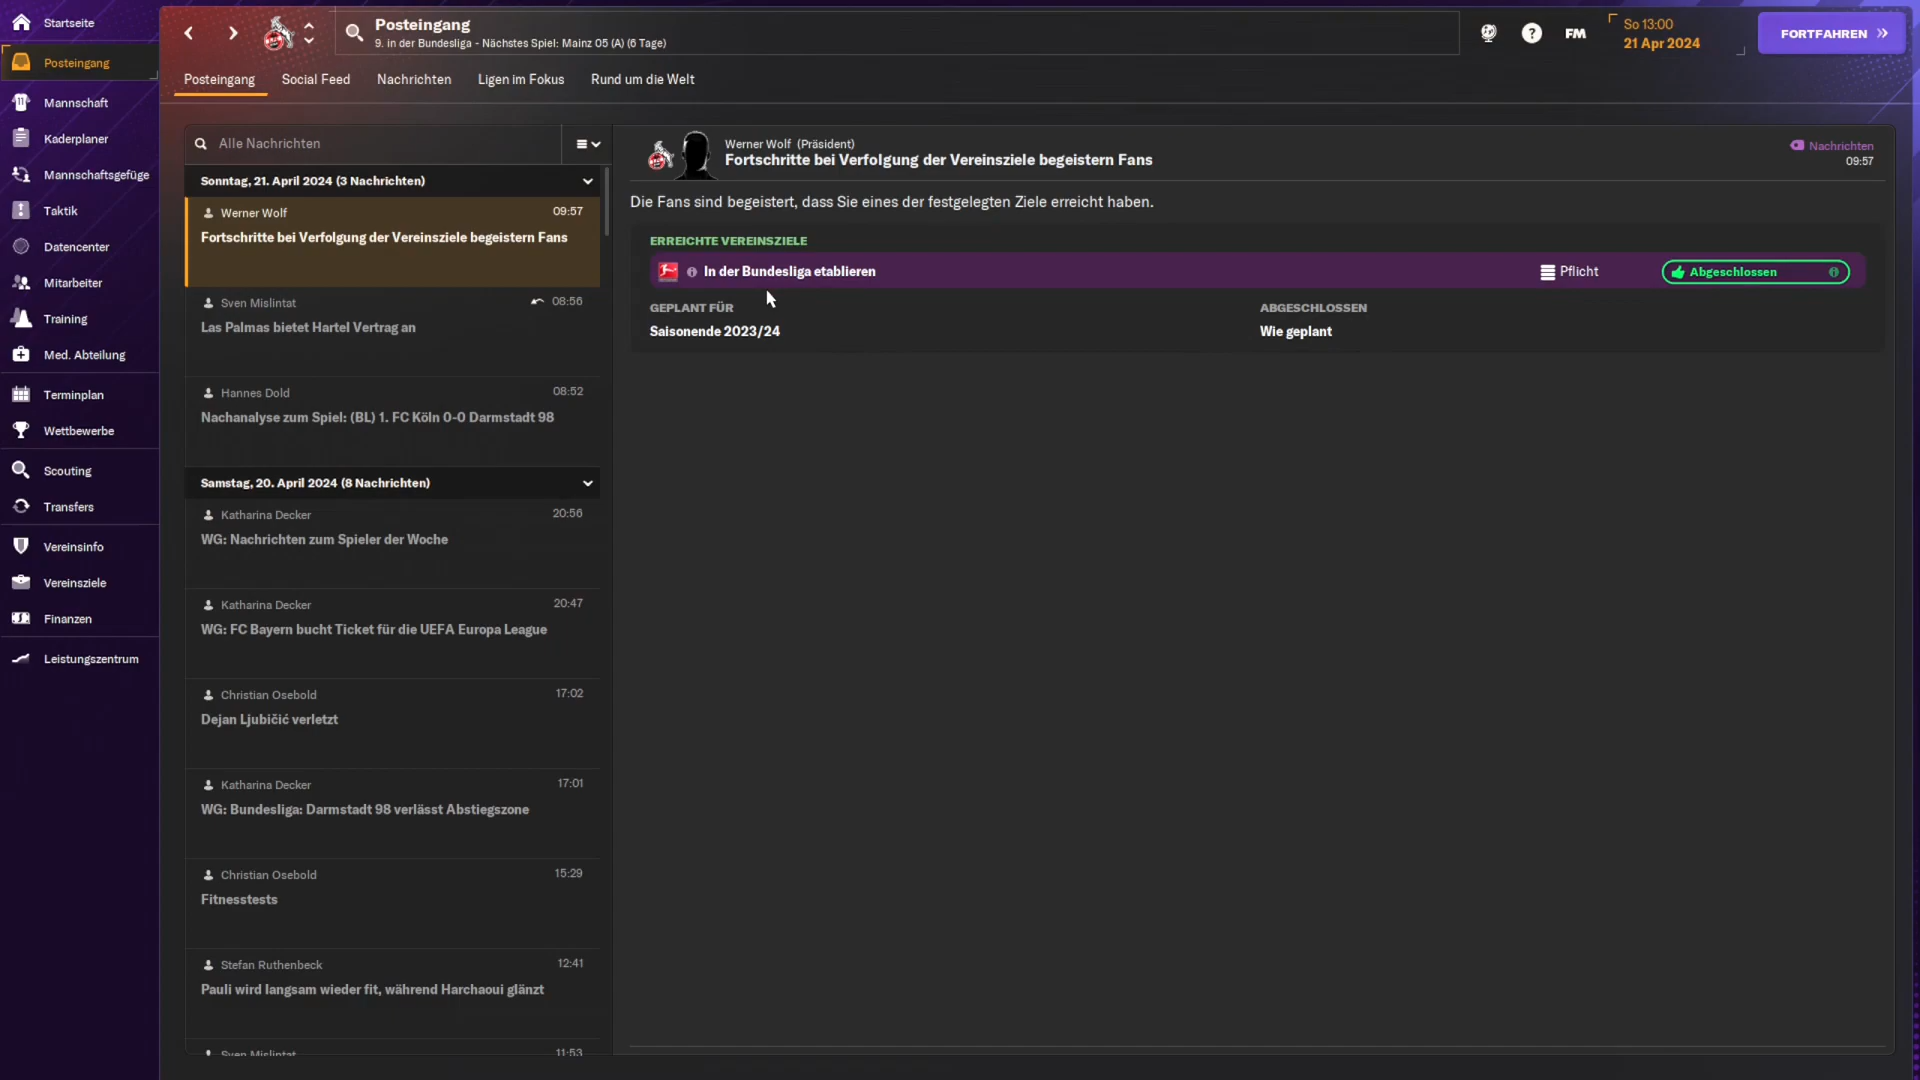 Startseite
Posteingang
Mannschaft
Kaderplaner
Mannschaftsgefüge
Taktik
Datencenter
Mitarbeiter
Training
Med. Abteilung
Terminplan
Wettbewerbe
Scouting
Transfers
Vereinsinfo
Vereinsziele
Finanzen
Leistungszentrum
Posteingang
9. in der Bundesliga - Nächstes Spiel: Mainz 05 (A) (6 Tage)
FM
So 13:00
21 Apr 2024
FORTFAHREN
Posteingang Social Feed Nachrichten Ligen im Fokus Rund um die Welt
Alle Nachrichten
Sonntag, 21. April 2024 (3 Nachrichten)
Werner Wolf 09:57
Fortschritte bei Verfolgung der Vereinsziele begeistern Fans
Sven Mislintat 08:56
Las Palmas bietet Hartel Vertrag an
Hannes Dold 08:52
Nachanalyse zum Spiel: (BL) 1. FC Köln 0-0 Darmstadt 98
Samstag, 20. April 2024 (8 Nachrichten)
Katharina Decker 20:56
WG: Nachrichten zum Spieler der Woche
Katharina Decker 20:47
WG: FC Bayern bucht Ticket für die UEFA Europa League
Christian Osebold 17:02
Dejan Ljubičić verletzt
Katharina Decker 17:01
WG: Bundesliga: Darmstadt 98 verlässt Abstiegszone
Christian Osebold 15:29
Fitnesstests
Stefan Ruthenbeck 12:41
Pauli wird langsam wieder fit, während Harchaoui glänzt
Sven Mislintat 11:53
Werner Wolf (Präsident)
Fortschritte bei Verfolgung der Vereinsziele begeistern Fans
Nachrichten
09:57
Die Fans sind begeistert, dass Sie eines der festgelegten Ziele erreicht haben.
ERREICHTE VEREINSZIELE
In der Bundesliga etablieren Pflicht Abgeschlossen
GEPLANT FÜR ABGESCHLOSSEN
Saisonende 2023/24 Wie geplant